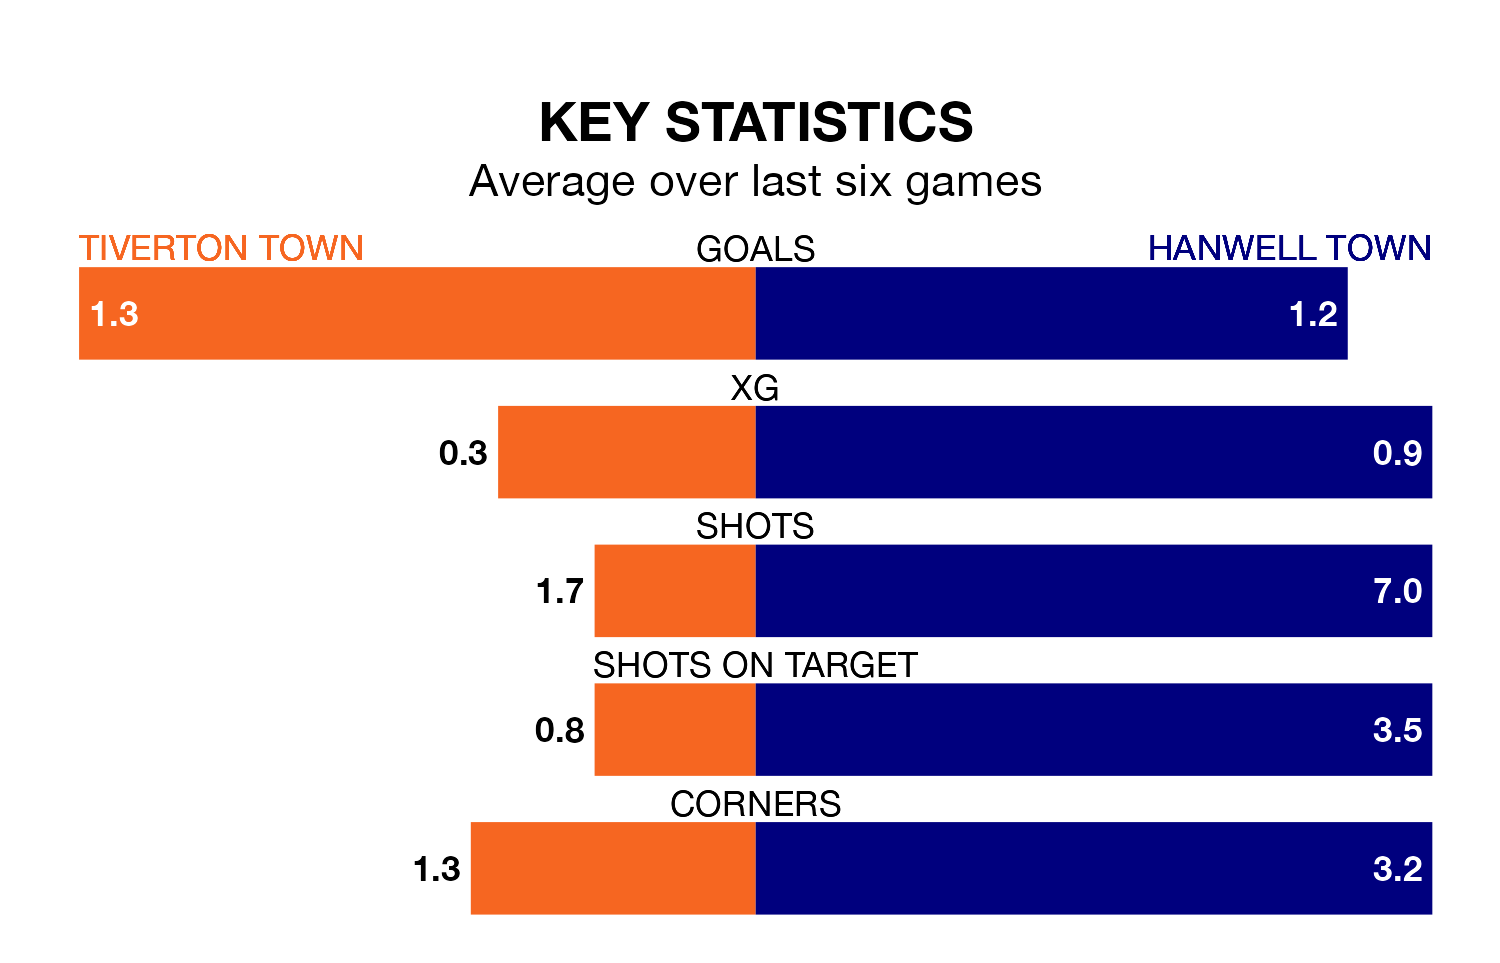 KEY STATISTICS
Average over last six games
TIVERTON TOWN GOALS HANWELL TOWN
1.3 1.2
XG
0.3 0.9
SHOTS
1.7 7.0
SHOTS ON TARGET
0.8 3.5
CORNERS
1.3 3.2